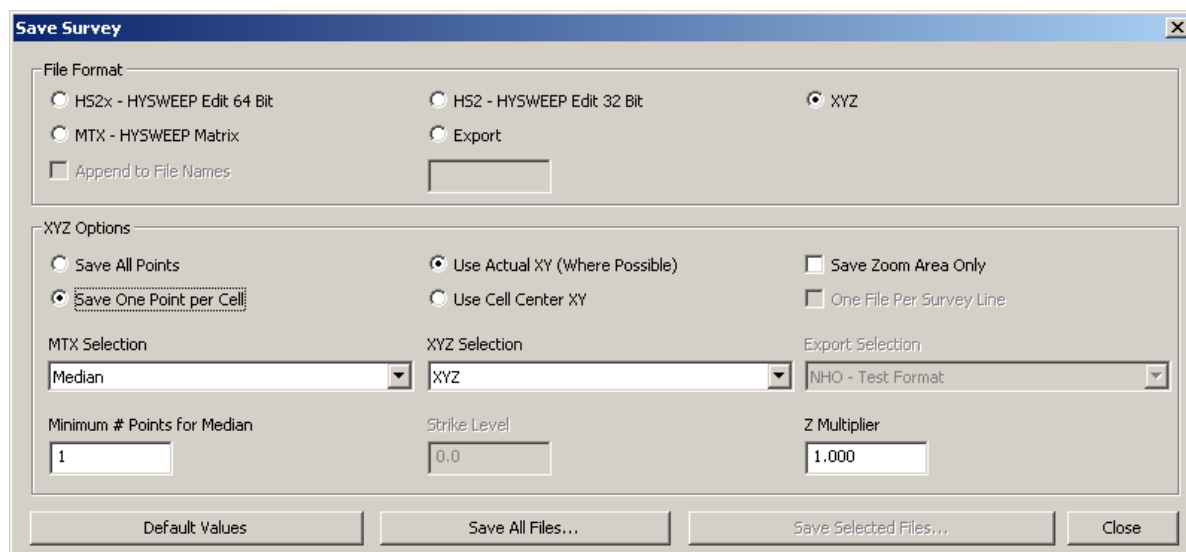 Save Survey
File Format
HS2x - HYSWEEP Edit 64 Bit
HS2 - HYSWEEP Edit 32 Bit
XYZ
MTX - HYSWEEP Matrix
Export
Append to File Names
XYZ Options
Save All Points
Use Actual XY (Where Possible)
Save Zoom Area Only
Save One Point per Cell
Use Cell Center XY
One File Per Survey Line
MTX Selection
XYZ Selection
Export Selection
Median
XYZ
NHO - Test Format
Minimum # Points for Median
Strike Level
Z Multiplier
1
0.0
1.000
Default Values
Save All Files...
Save Selected Files...
Close